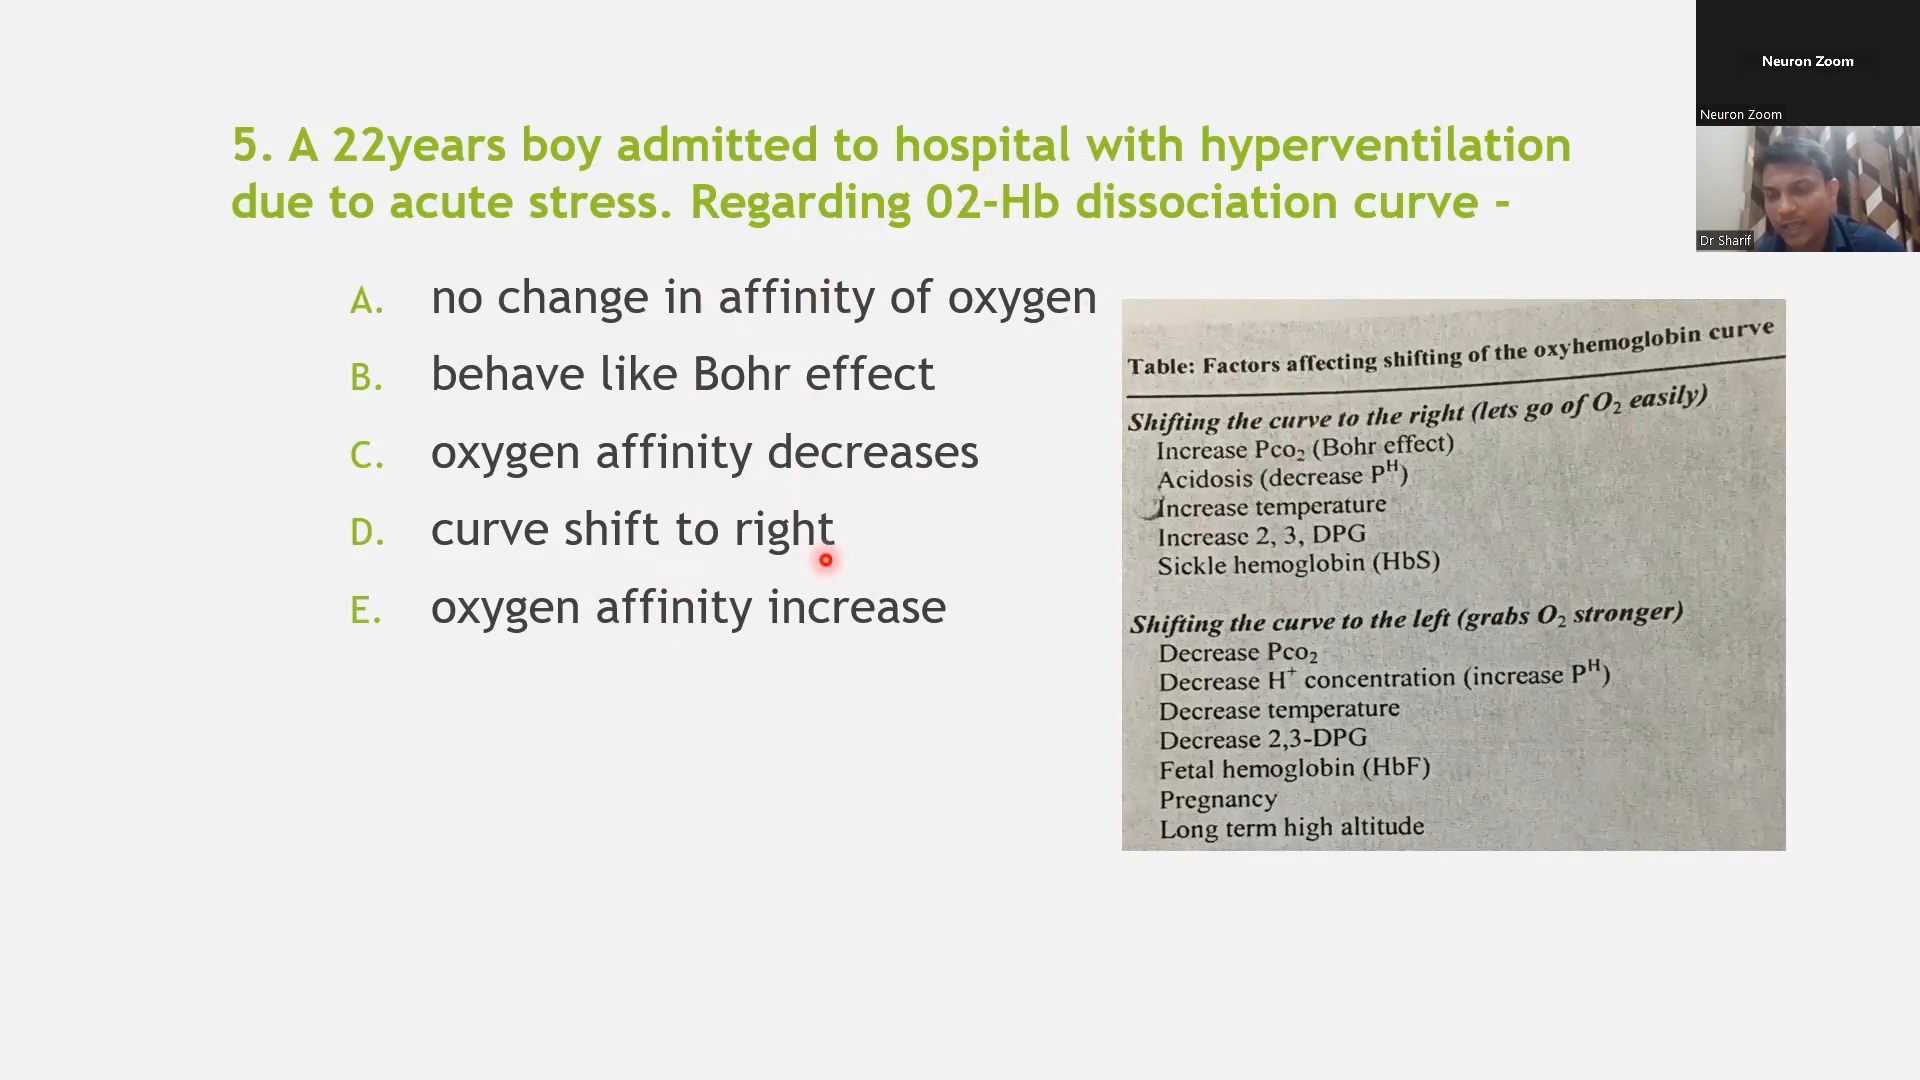 5. A 22years boy admitted to hospital with hyperventilation
due to acute stress. Regarding 02-Hb dissociation curve -
A. no change in affinity of oxygen
B. behave like Bohr effect
C. oxygen affinity decreases
D. curve shift to right
E. oxygen affinity increase
Table: Factors affecting shifting of the oxyhemoglobin curve
Shifting the curve to the right (lets go of O₂ easily)
Increase Pco₂ (Bohr effect)
Acidosis (decrease Pᴴ)
Increase temperature
Increase 2, 3, DPG
Sickle hemoglobin (HbS)
Shifting the curve to the left (grabs O₂ stronger)
Decrease Pco₂
Decrease H⁺ concentration (increase Pᴴ)
Decrease temperature
Decrease 2,3-DPG
Fetal hemoglobin (HbF)
Pregnancy
Long term high altitude
Neuron Zoom
Neuron Zoom
Dr Sharif